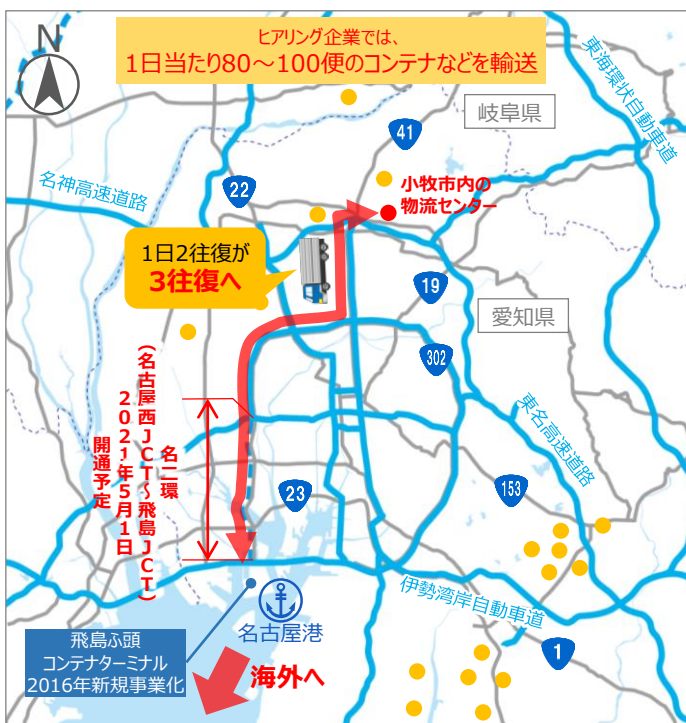 N
ヒアリング企業では、
1日当たり80～100便のコンテナなどを輸送
東海環状自動車道
岐阜県
41
名神高速道路
22
小牧市内の
物流センター
1日2往復が
3往復へ
19
愛知県
302
名二環
（名古屋西JCT～飛島JCT）
2021年5月1日
開通予定
東名高速道路
23
153
伊勢湾岸自動車道
名古屋港
飛島ふ頭
コンテナターミナル
2016年新規事業化
海外へ
1